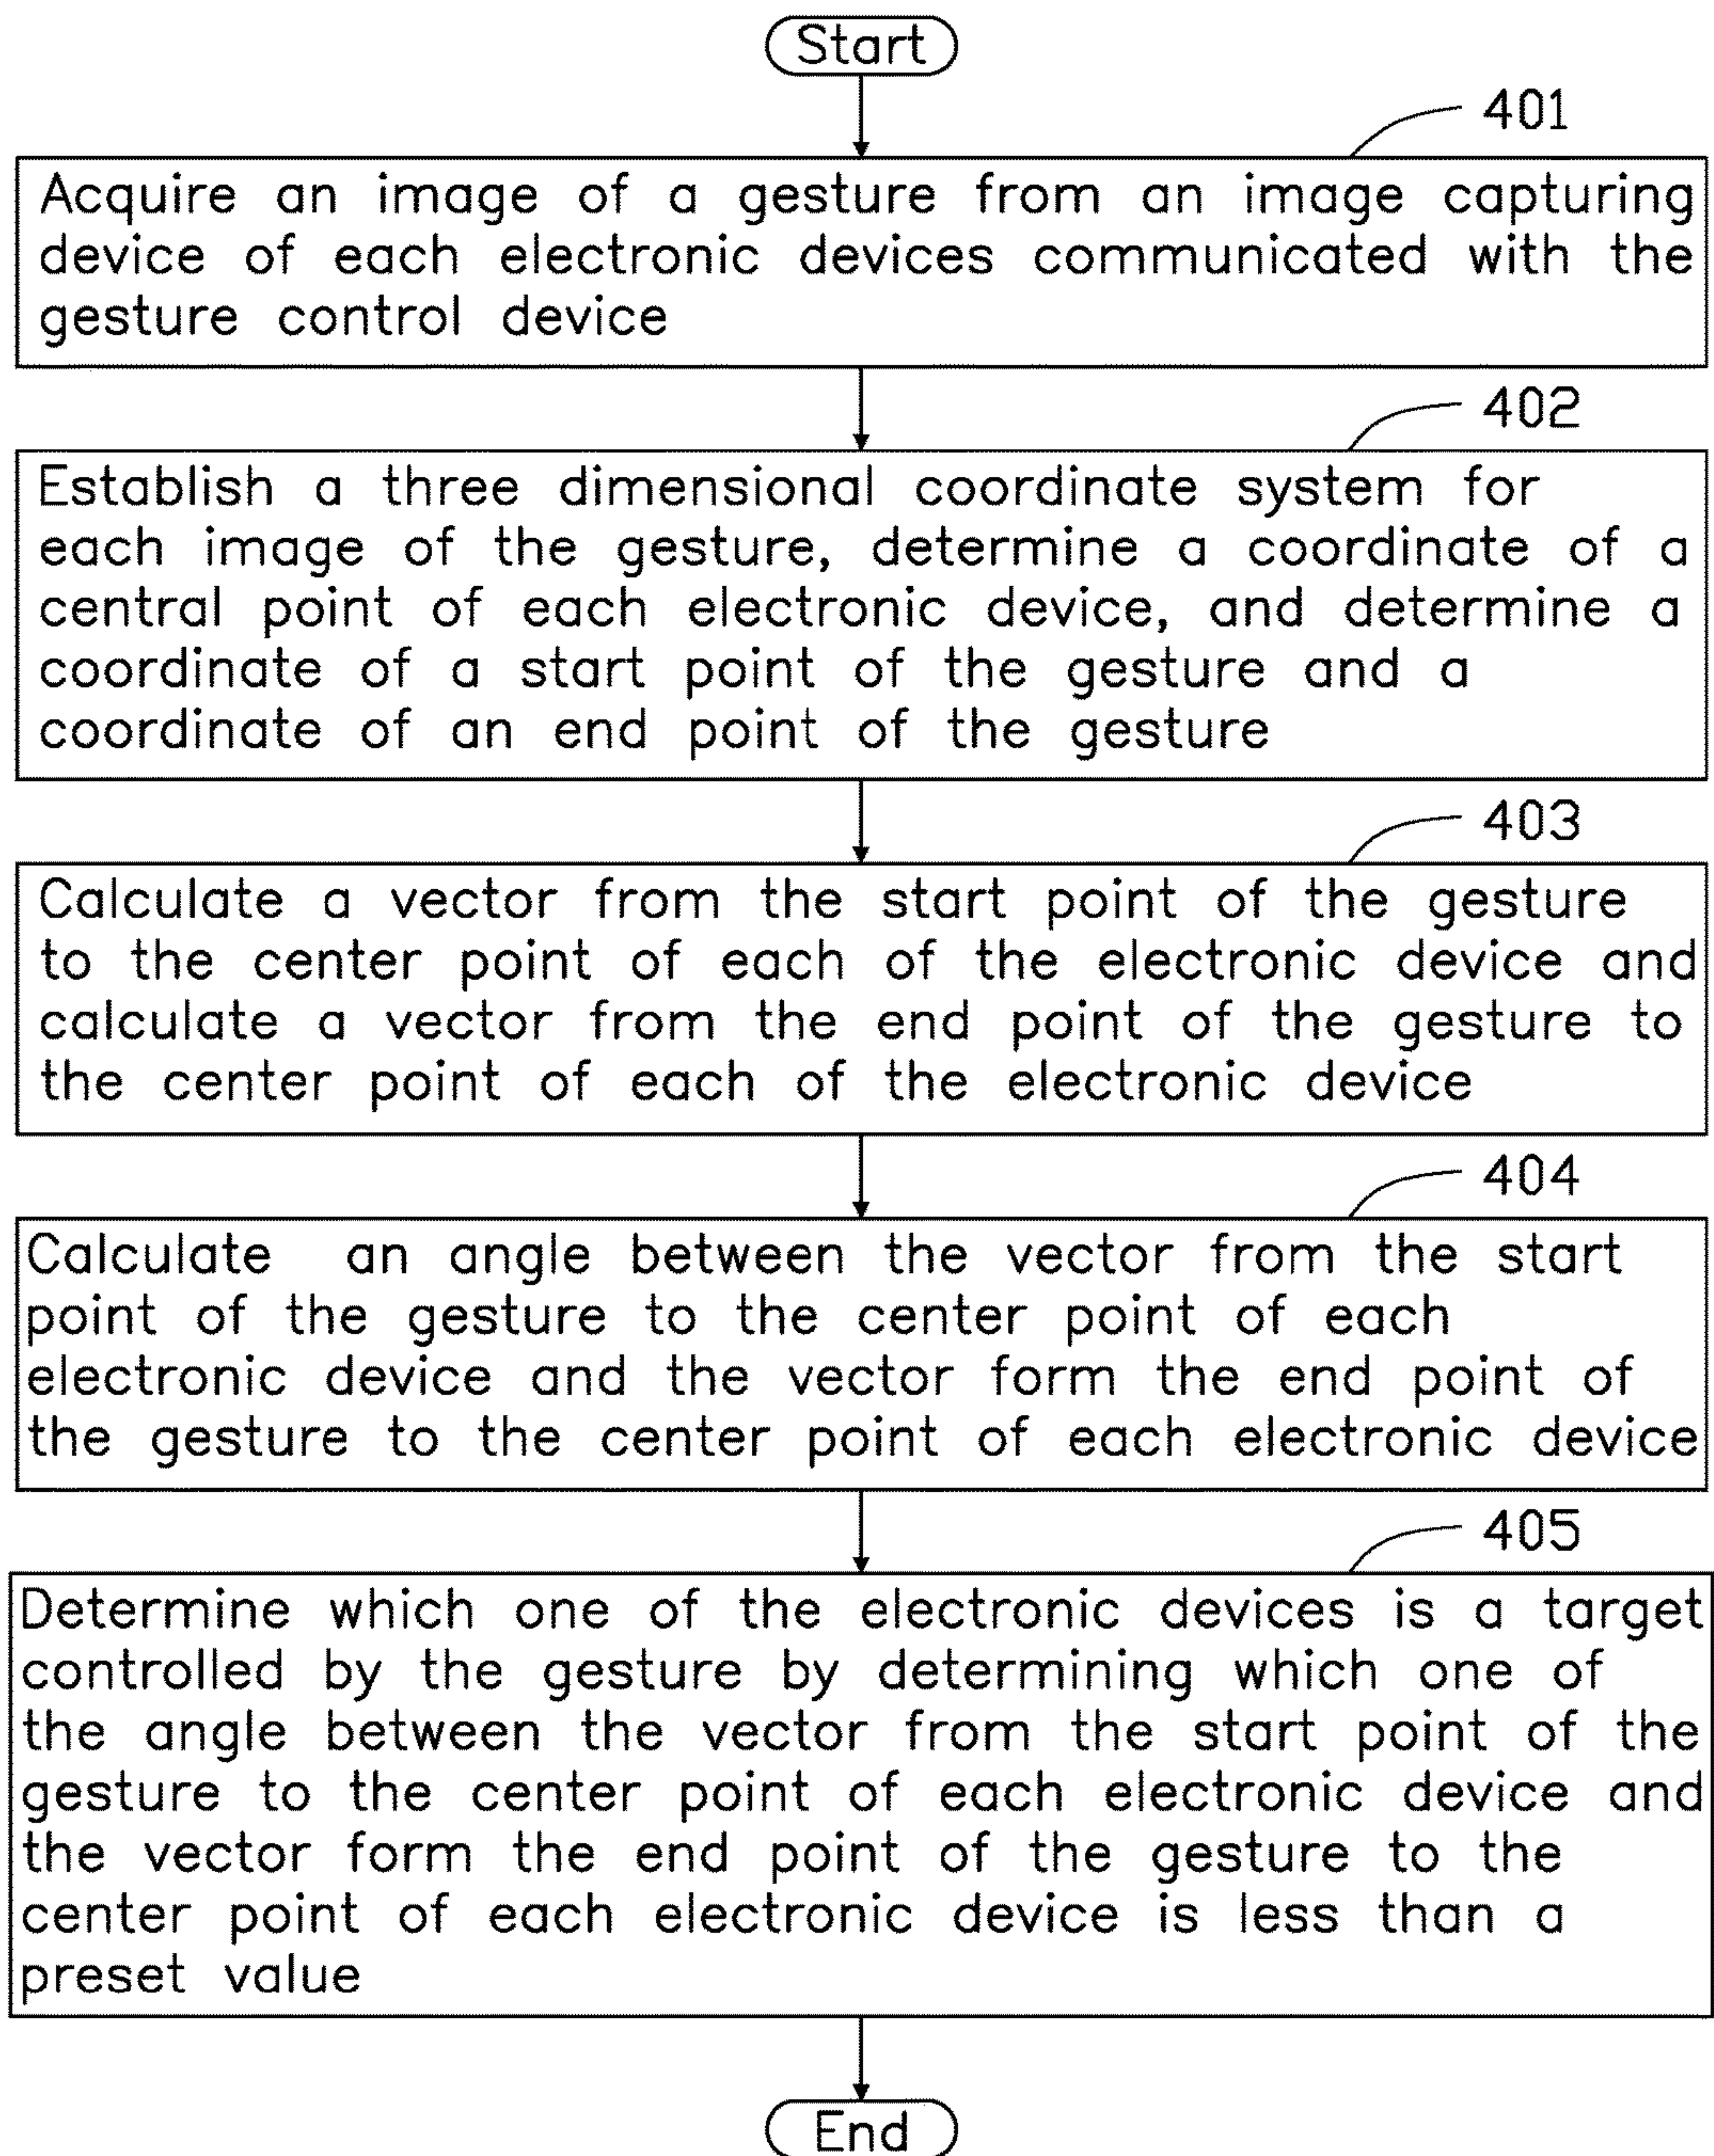 Start
401
Acquire an image of a gesture from an image capturing
device of each electronic devices communicated with the
gesture control device
402
Establish a three dimensional coordinate system for
each image of the gesture, determine a coordinate of a
central point of each electronic device, and determine a
coordinate of a start point of the gesture and a
coordinate of an end point of the gesture
403
Calculate a vector from the start point of the gesture
to the center point of each of the electronic device and
calculate a vector from the end point of the gesture to
the center point of each of the electronic device
404
Calculate an angle between the vector from the start
point of the gesture to the center point of each
electronic device and the vector form the end point of
the gesture to the center point of each electronic device
405
Determine which one of the electronic devices is a target
controlled by the gesture by determining which one of
the angle between the vector from the start point of the
gesture to the center point of each electronic device and
the vector form the end point of the gesture to the
center point of each electronic device is less than a
preset value
End